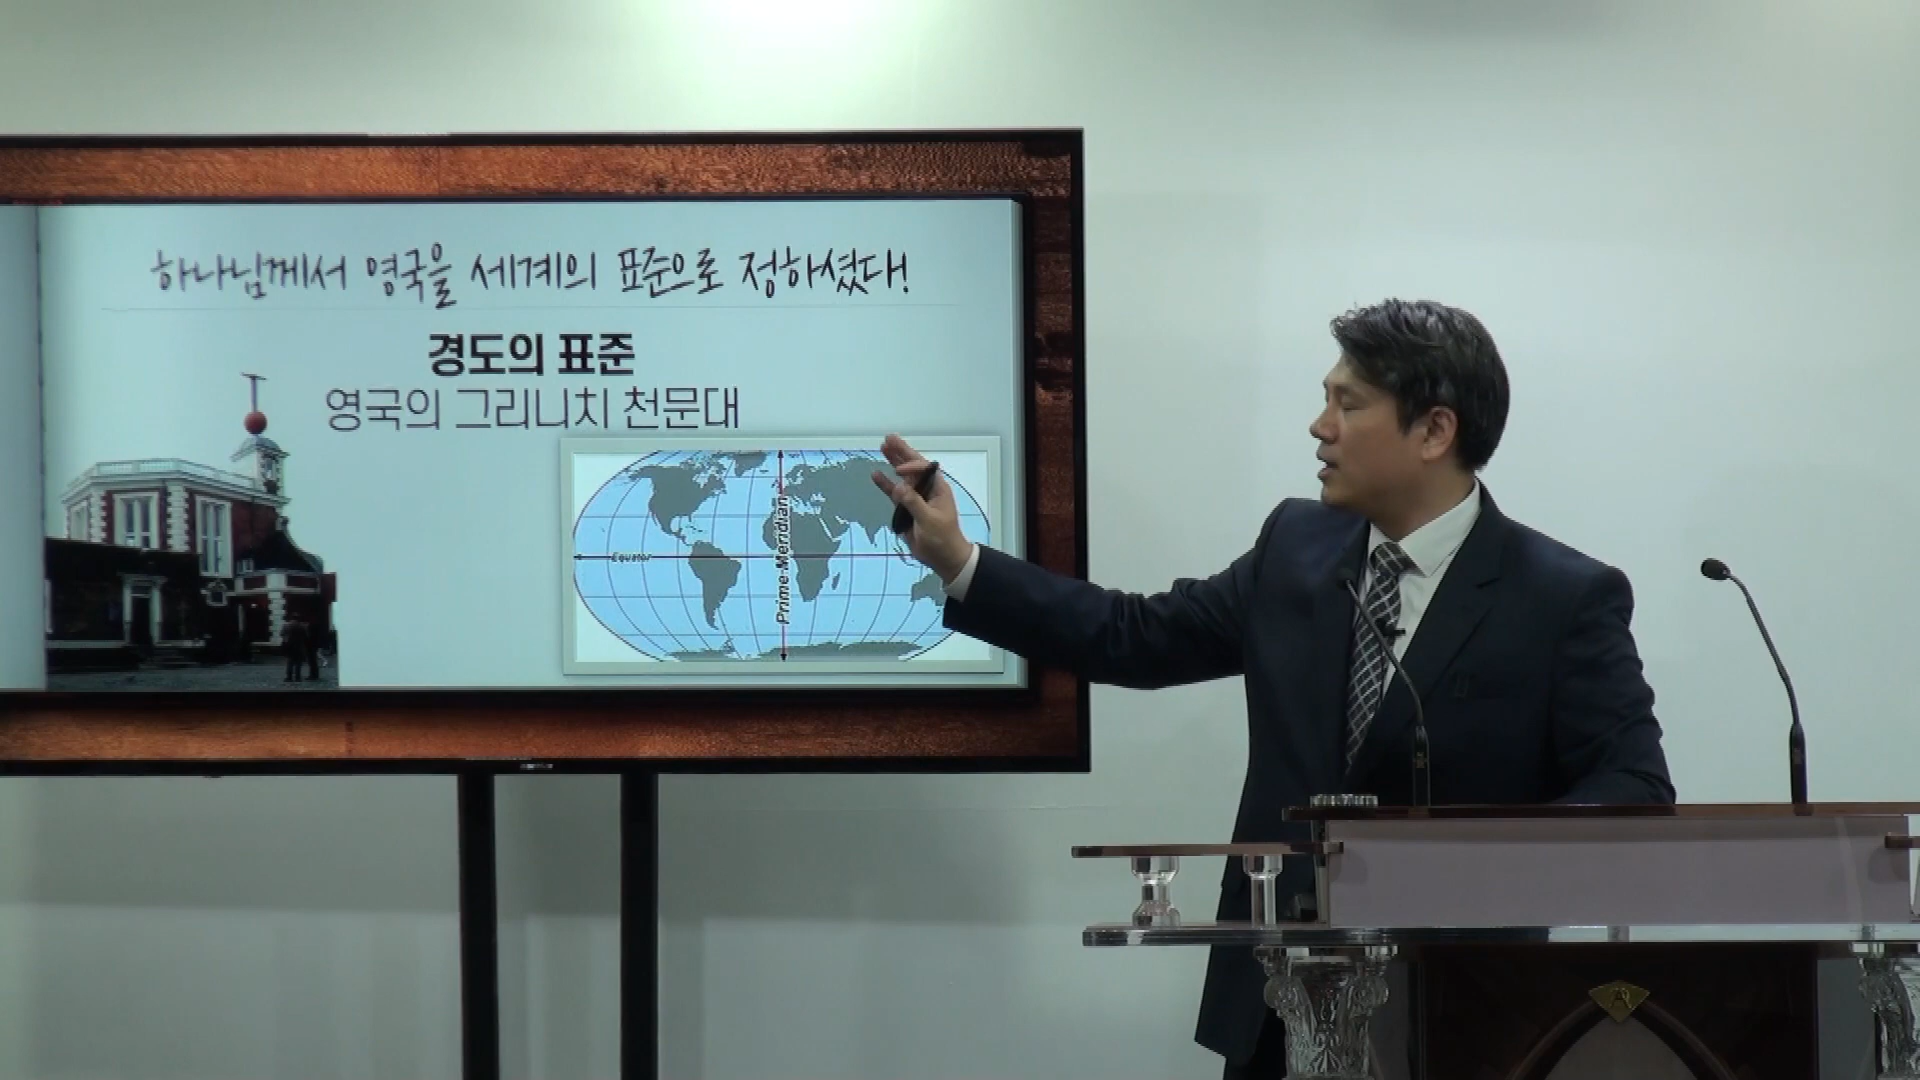 하나님께서 영국을 세계의 표준으로 정하셨다!
경도의 표준
영국의 그리니치 천문대
Equator
Prime Meridian